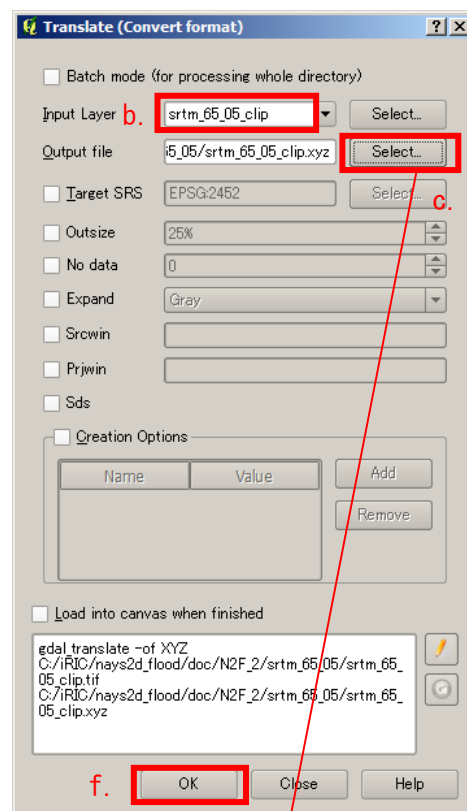 Translate (Convert format)
Batch mode (for processing whole directory)
Input Layer b. srtm_65_05_clip Select...
Output file i5_05/srtm_65_05_clip.xyz Select...
c.
Target SRS EPSG:2452 Select...
Outsize 25%
No data 0
Expand Gray
Srcwin
Prjwin
Sds
Creation Options
Name Value Add
Remove
Load into canvas when finished
gdal_translate -of XYZ
C:/iRIC/nays2d_flood/doc/N2F_2/srtm_65_05/srtm_65_
05_clip.tif
C:/iRIC/nays2d_flood/doc/N2F_2/srtm_65_05/srtm_65_
05_clip.xyz
f. OK Close Help